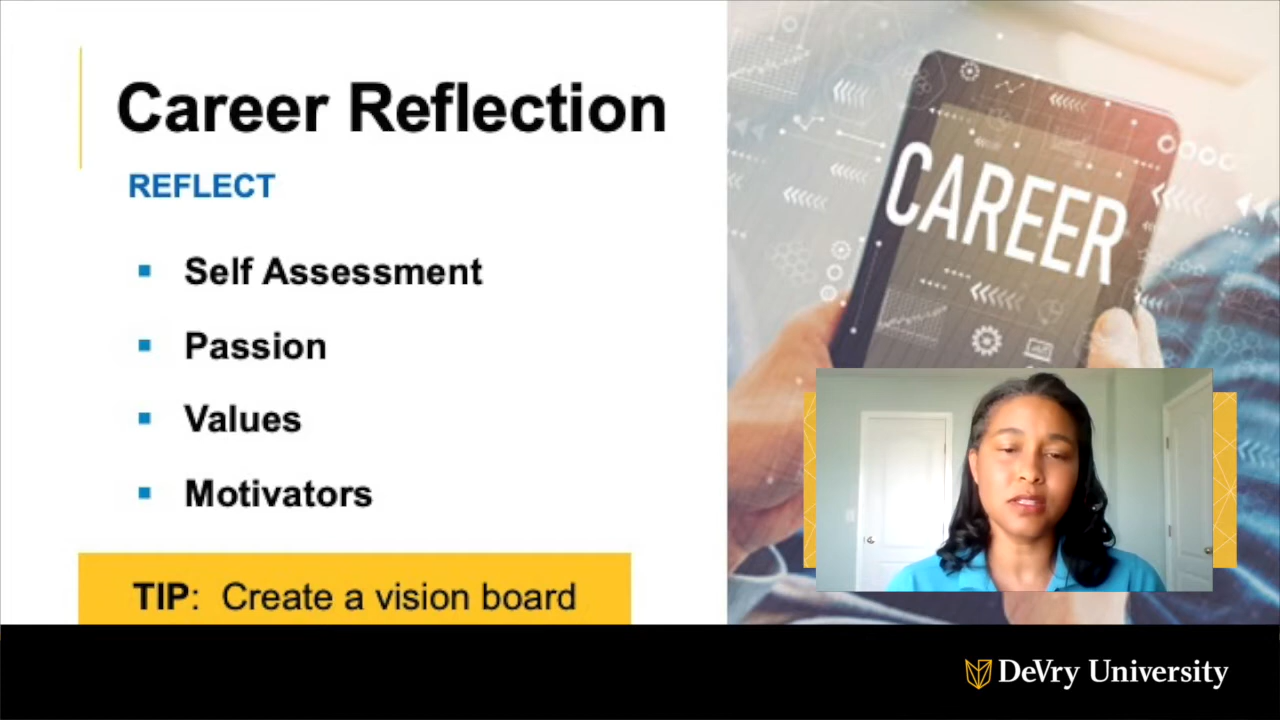 Career Reflection
REFLECT
Self Assessment
Passion
Values
Motivators
TIP: Create a vision board
CAREER
DeVry University